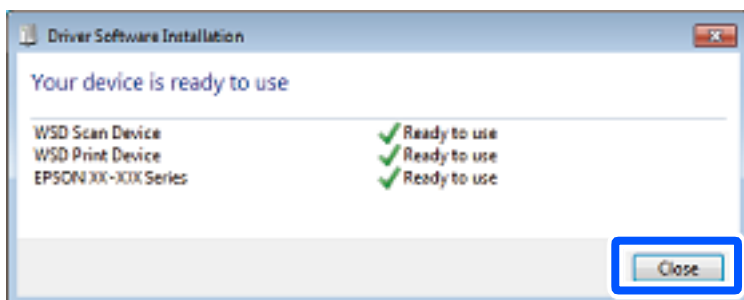 Driver Software Installation
Your device is ready to use
WSD Scan Device Ready to use
WSD Print Device Ready to use
EPSON XX-XXX Series Ready to use
Close